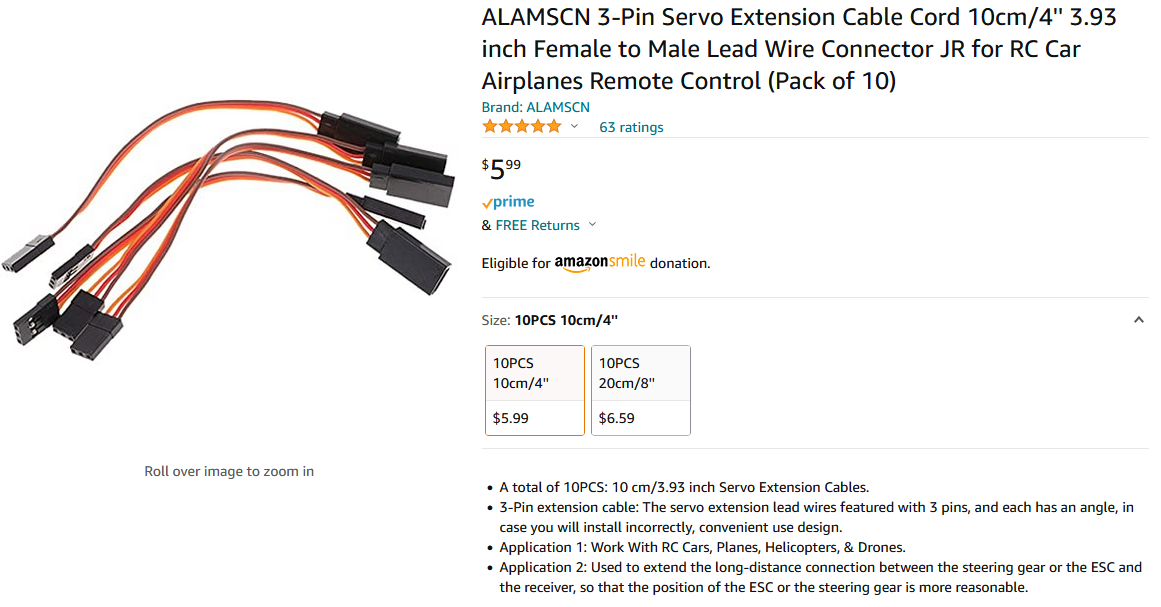 ALAMSCN 3-Pin Servo Extension Cable Cord 10cm/4'' 3.93
inch Female to Male Lead Wire Connector JR for RC Car
Airplanes Remote Control (Pack of 10)
Brand: ALAMSCN
63 ratings
$5 99
prime
& FREE Returns
Eligible for amazonsmile donation.
Size: 10PCS 10cm/4''
10PCS
10cm/4''
$5.99
10PCS
20cm/8''
$6.59
Roll over image to zoom in
• A total of 10PCS: 10 cm/3.93 inch Servo Extension Cables.
• 3-Pin extension cable: The servo extension lead wires featured with 3 pins, and each has an angle, in
case you will install incorrectly, convenient use design.
• Application 1: Work With RC Cars, Planes, Helicopters, & Drones.
• Application 2: Used to extend the long-distance connection between the steering gear or the ESC and
the receiver, so that the position of the ESC or the steering gear is more reasonable.